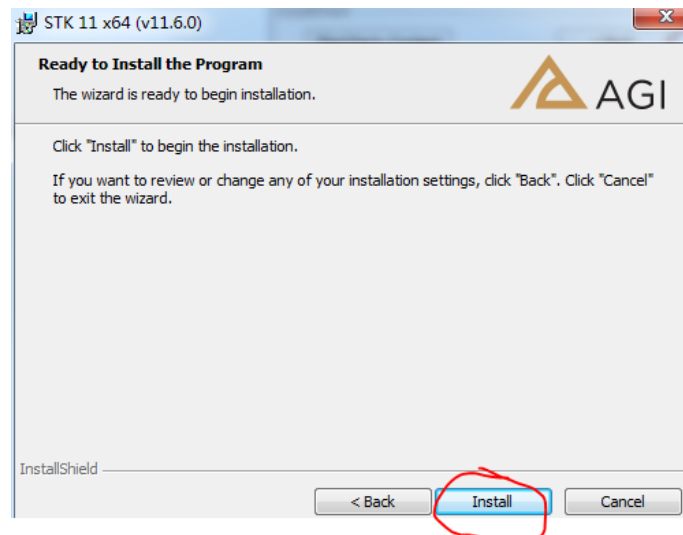 STK 11 x64 (v11.6.0)
Ready to Install the Program
The wizard is ready to begin installation.
AGI
Click "Install" to begin the installation.
If you want to review or change any of your installation settings, click "Back". Click "Cancel"
to exit the wizard.
InstallShield
< Back Install Cancel